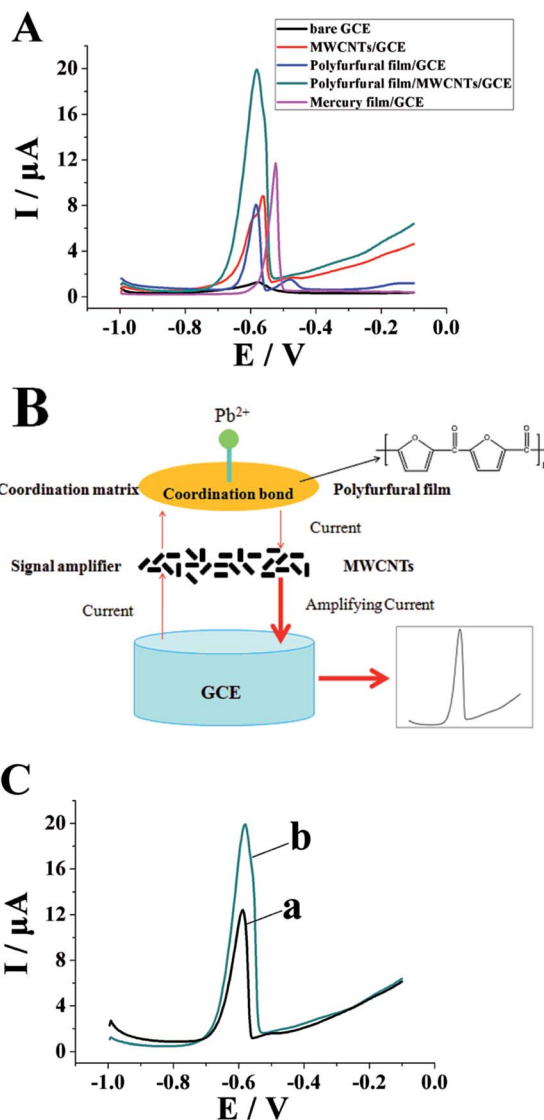 A
bare GCE
MWCNTs/GCE
Polyfurfural film/GCE
Polyfurfural film/MWCNTs/GCE
Mercury film/GCE
I / μA
20
16
12
8
4
0
-1.0 -0.8 -0.6 -0.4 -0.2 0.0
E / V
B
Pb²⁺
O O O O
C C
n
Coordination matrix Coordination bond Polyfurfural film
Current
Signal amplifier MWCNTs
Current Amplifying Current
GCE
C
I / μA
20
16
12
8
4
0
b
a
-1.0 -0.8 -0.6 -0.4 -0.2 0.0
E / V